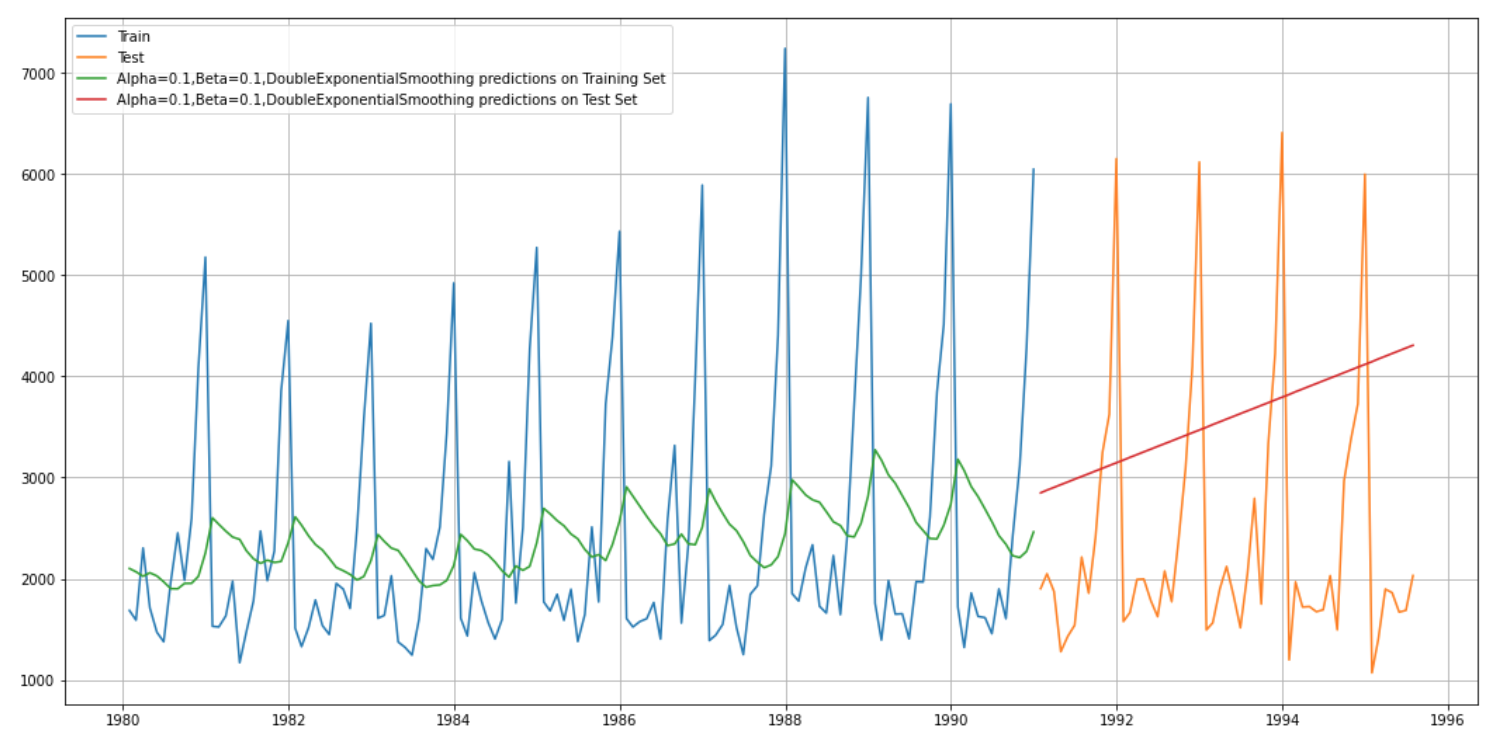 Train
Test
Alpha=0.1,Beta=0.1,DoubleExponentialSmoothing predictions on Training Set
Alpha=0.1,Beta=0.1,DoubleExponentialSmoothing predictions on Test Set
7000
6000
5000
4000
3000
2000
1000
1980 1982 1984 1986 1988 1990 1992 1994 1996